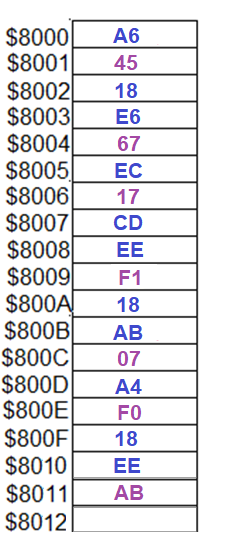 $8000 A6
$8001 45
$8002 18
$8003 E6
$8004 67
$8005 EC
$8006 17
$8007 CD
$8008 EE
$8009 F1
$800A 18
$800B AB
$800C 07
$800D A4
$800E F0
$800F 18
$8010 EE
$8011 AB
$8012